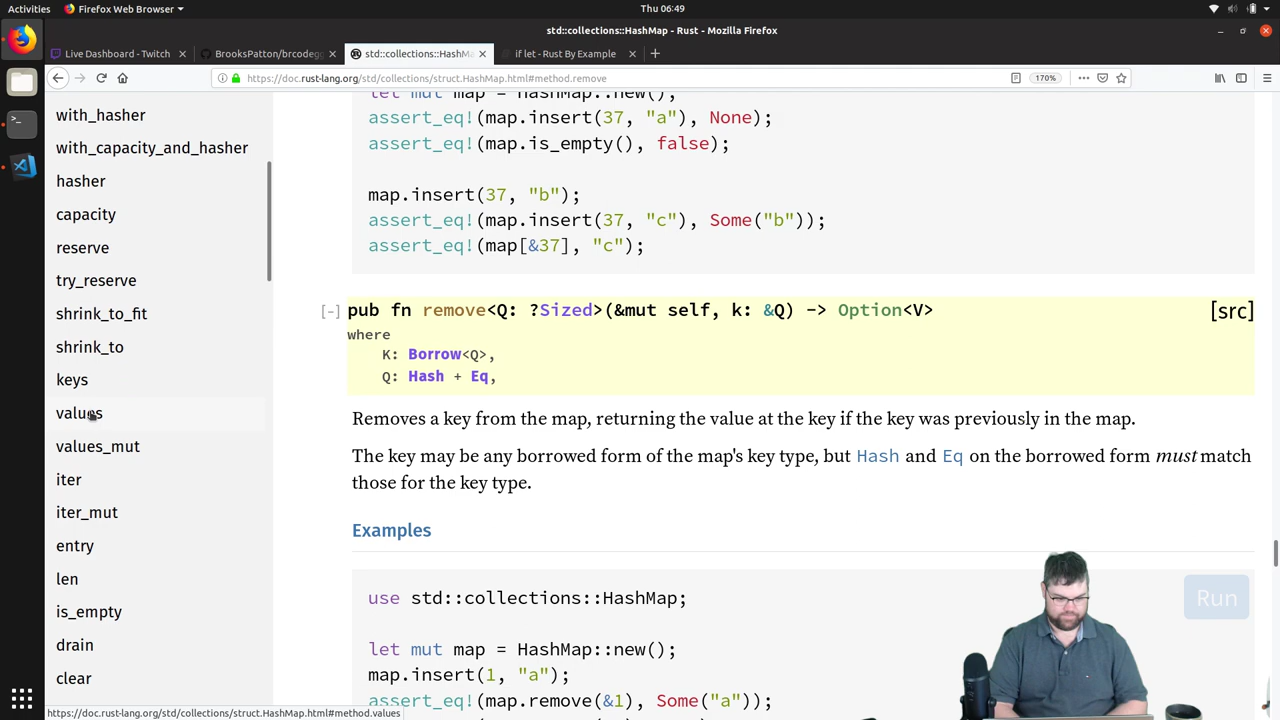 Activities
Firefox Web Browser
Thu 06:49
std::collections::HashMap - Rust - Mozilla Firefox
Live Dashboard - Twitch
BrooksPatton/brcodeg
std::collections::HashMa
if let - Rust By Example
https://doc.rust-lang.org/std/collections/struct.HashMap.html#method.remove
170%
with_hasher
with_capacity_and_hasher
hasher
capacity
reserve
try_reserve
shrink_to_fit
shrink_to
keys
values
values_mut
iter
iter_mut
entry
len
is_empty
drain
clear
https://doc.rust-lang.org/std/collections/struct.HashMap.html#method.values
let mut map = HashMap::new();
assert_eq!(map.insert(37, "a"), None);
assert_eq!(map.is_empty(), false);
map.insert(37, "b");
assert_eq!(map.insert(37, "c"), Some("b"));
assert_eq!(map[&37], "c");
[-] pub fn remove<Q: ?Sized>(&mut self, k: &Q) -> Option<V> [src]
where
K: Borrow<Q>,
Q: Hash + Eq,
Removes a key from the map, returning the value at the key if the key was previously in the map.
The key may be any borrowed form of the map's key type, but Hash and Eq on the borrowed form must match
those for the key type.
Examples
Run
use std::collections::HashMap;
let mut map = HashMap::new();
map.insert(1, "a");
assert_eq!(map.remove(&1), Some("a"));